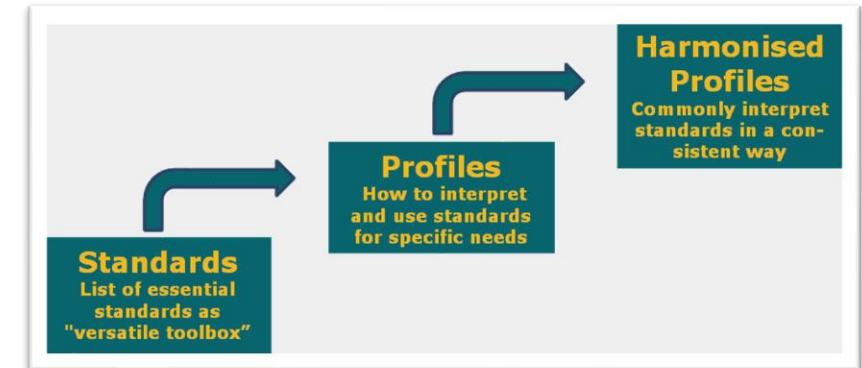 Standards
List of essential
standards as
"versatile toolbox”
Profiles
How to interpret
and use standards
for specific needs
Harmonised
Profiles
Commonly interpret
standards in a con-
sistent way